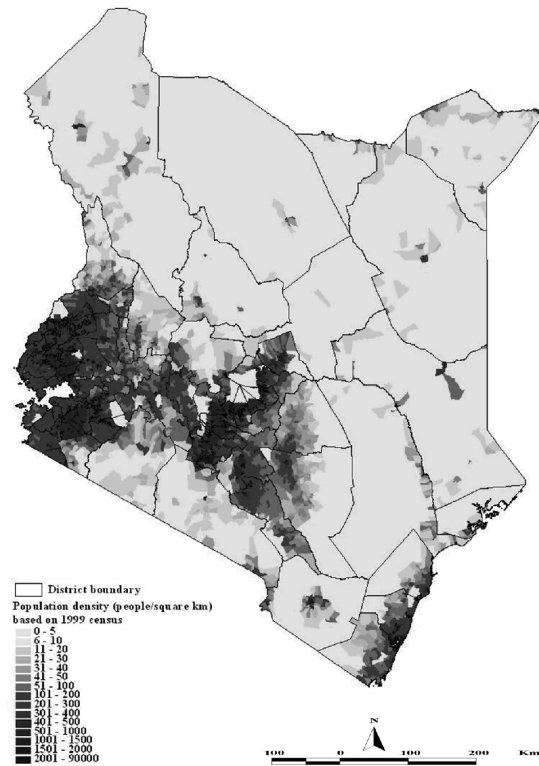 District boundary
Population density (people/square km)
based on 1999 census
0 - 5
6 - 10
11 - 20
21 - 30
31 - 40
41 - 50
51 - 100
101 - 200
201 - 300
301 - 400
401 - 500
501 - 1000
1001 - 1500
1501 - 2000
2001 - 90000
N
100 0 100 200 Km